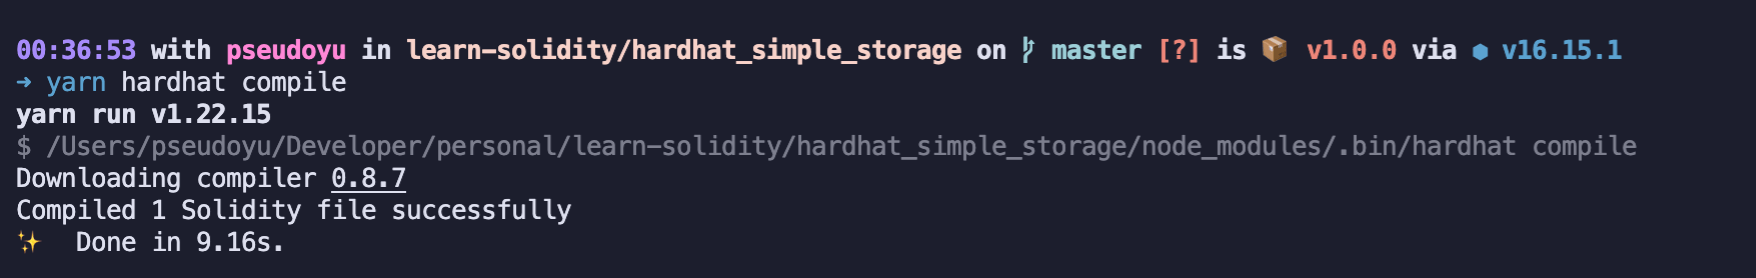 00:36:53 with pseudoyu in learn-solidity/hardhat_simple_storage on master [?] is 📦 v1.0.0 via ⬢ v16.15.1
→ yarn hardhat compile
yarn run v1.22.15
$ /Users/pseudoyu/Developer/personal/learn-solidity/hardhat_simple_storage/node_modules/.bin/hardhat compile
Downloading compiler 0.8.7
Compiled 1 Solidity file successfully
✨ Done in 9.16s.